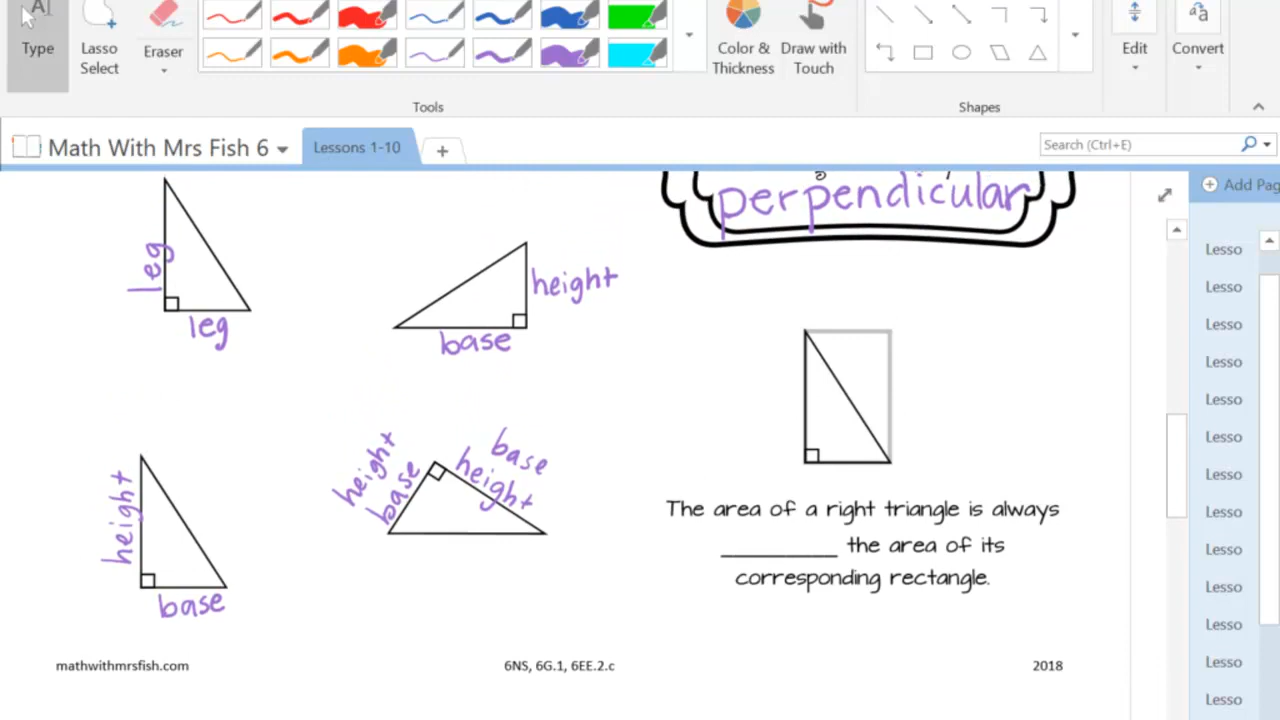 Type
Lasso Select
Eraser
Color & Thickness
Draw with Touch
Edit
Convert
Tools
Shapes
Math With Mrs Fish 6
Lessons 1-10
+
Search (Ctrl+E)
Add Pag
perpendicular
leg
leg
height
base
height
base
height
base
base
height
The area of a right triangle is always
__________ the area of its
corresponding rectangle.
mathwithmrsfish.com
6NS, 6G.1, 6EE.2.c
2018
Lesso
Lesso
Lesso
Lesso
Lesso
Lesso
Lesso
Lesso
Lesso
Lesso
Lesso
Lesso
Lesso